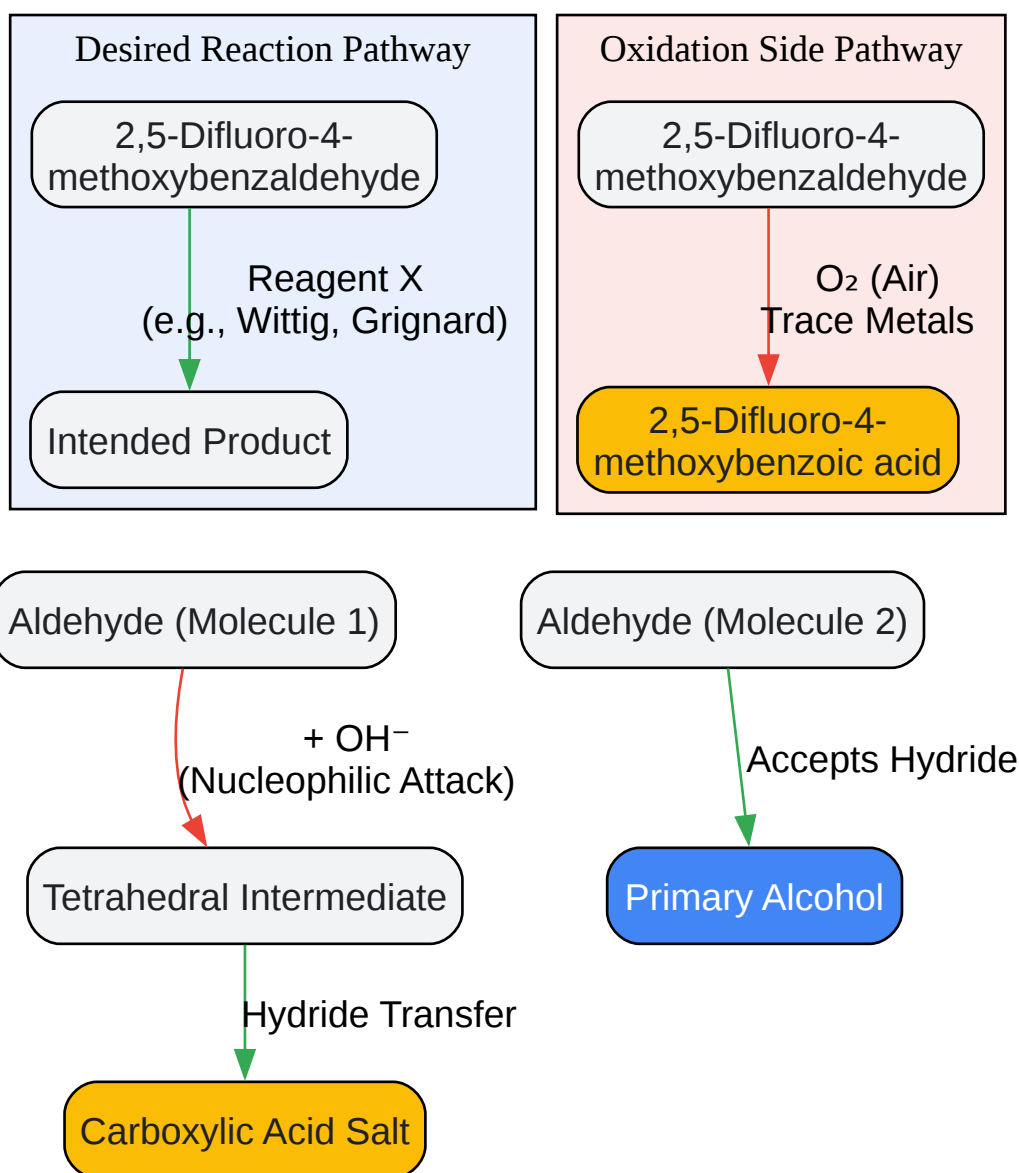 Desired Reaction Pathway
2,5-Difluoro-4-
methoxybenzaldehyde
Reagent X
(e.g., Wittig, Grignard)
Intended Product
Oxidation Side Pathway
2,5-Difluoro-4-
methoxybenzaldehyde
O₂ (Air)
Trace Metals
2,5-Difluoro-4-
methoxybenzoic acid
Aldehyde (Molecule 1)
+ OH⁻
(Nucleophilic Attack)
Tetrahedral Intermediate
Hydride Transfer
Carboxylic Acid Salt
Aldehyde (Molecule 2)
Accepts Hydride
Primary Alcohol